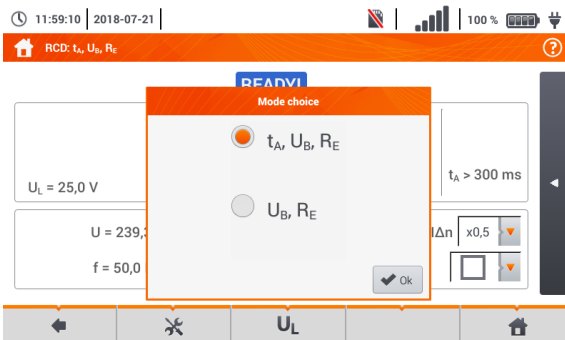 11:59:10 2018-07-21 100 %
RCD: tA, UB, RE
?
READY!
Mode choice
tA, UB, RE
UB, RE
Ok
UL = 25,0 V
tA > 300 ms
U = 239,
IΔn x0,5
f = 50,0
UL